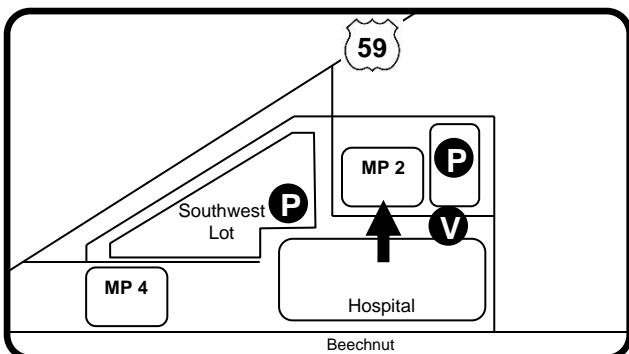 59
MP 2
P
P
Southwest
Lot
V
MP 4
Hospital
Beechnut